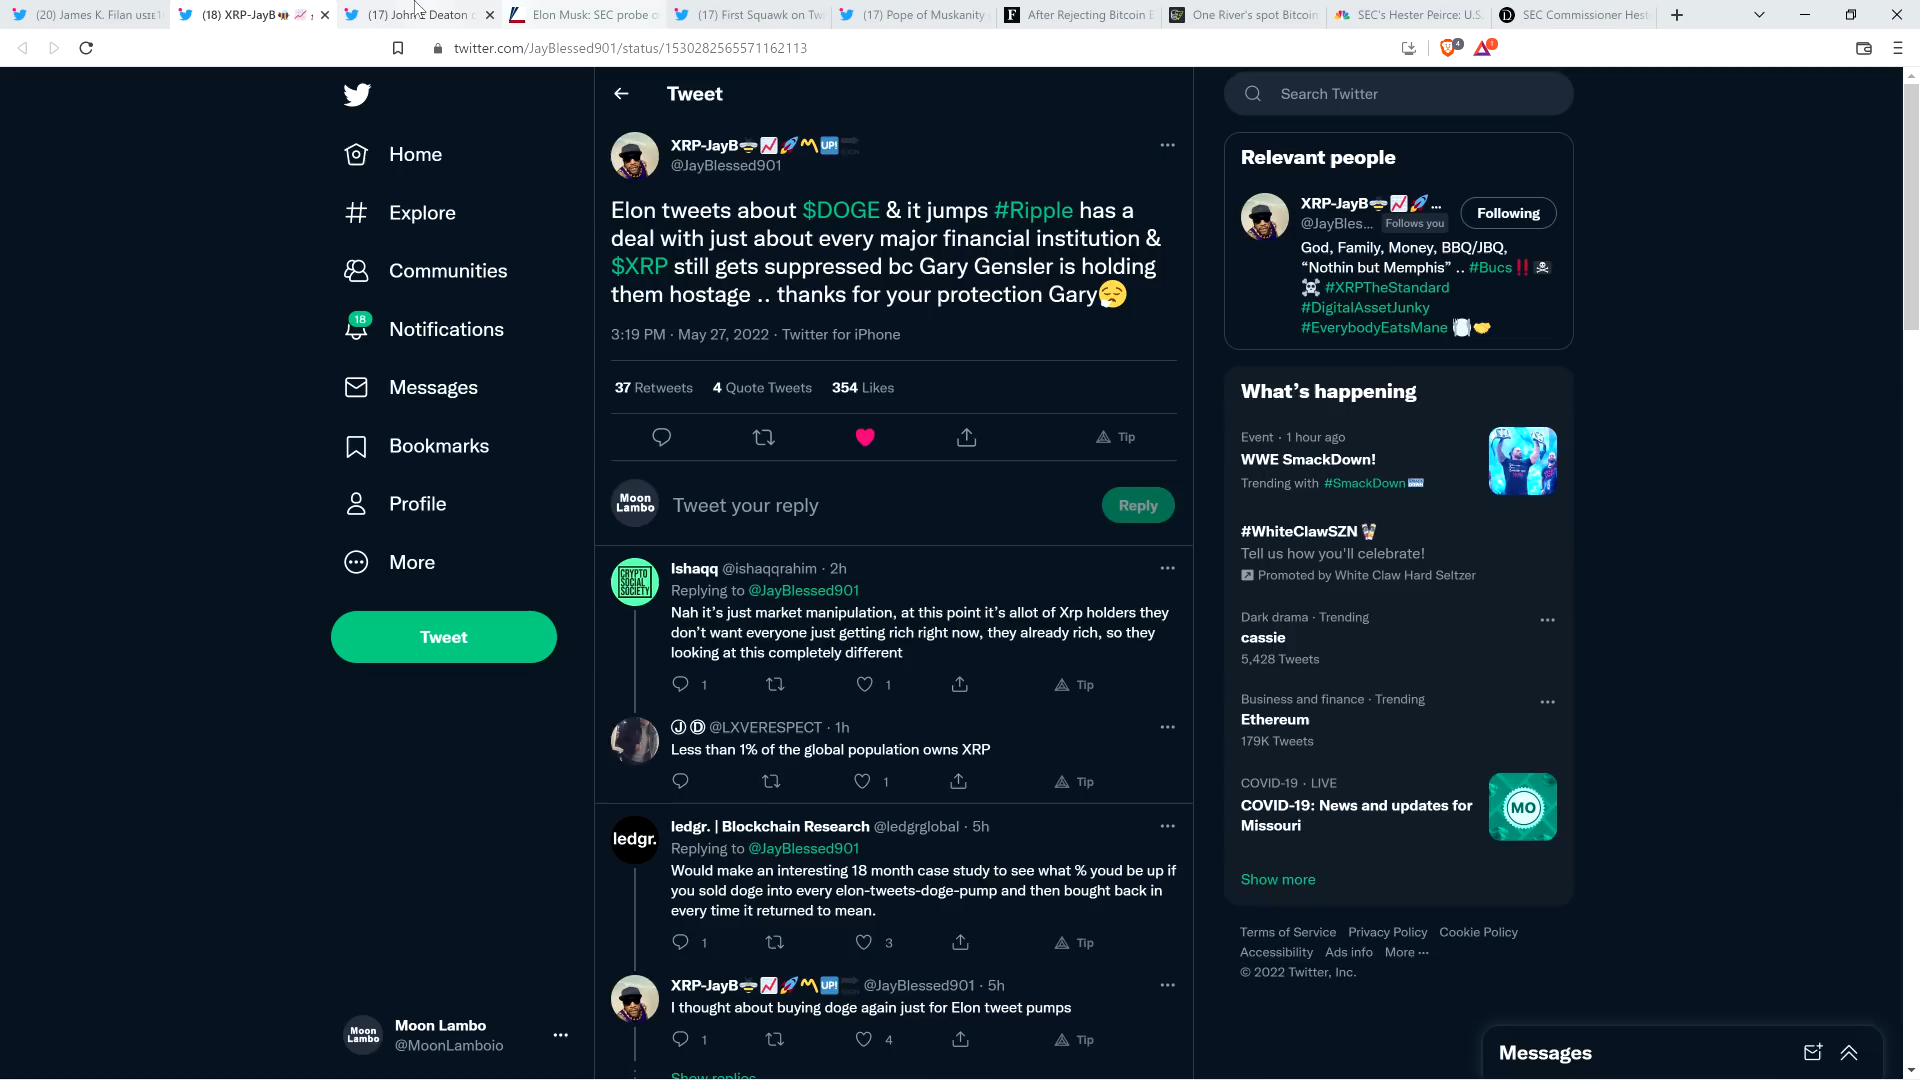 (20) James K. Filan
(18) XRP-JayB
(17) John E Deaton
Elon Musk: SEC probe o
(17) First Squawk on Tw
(17) Pope of Muskanity
After Rejecting Bitcoin E
One River's spot Bitcoin
SEC's Hester Peirce: U.S.
SEC Commissioner Hest
twitter.com/JayBlessed901/status/1530282565571162113
4
1
Home
Explore
Communities
18
Notifications
Messages
Bookmarks
Profile
More
Tweet
Moon Lambo
Moon Lambo
@MoonLamboio
Tweet
XRP-JayB🐝📈🚀〽️🆙
@JayBlessed901
Elon tweets about $DOGE & it jumps #Ripple has a
deal with just about every major financial institution &
$XRP still gets suppressed bc Gary Gensler is holding
them hostage .. thanks for your protection Gary😮‍💨
3:19 PM · May 27, 2022 · Twitter for iPhone
37 Retweets 4 Quote Tweets 354 Likes
Tip
Moon
Lambo
Tweet your reply
Reply
CRYPTO
SOCIAL
SOCIETY
Ishaqq @ishaqqrahim · 2h
Replying to @JayBlessed901
Nah it's just market manipulation, at this point it's allot of Xrp holders they
don't want everyone just getting rich right now, they already rich, so they
looking at this completely different
1 1 Tip
Ⓙ Ⓓ @LXVERESPECT · 1h
Less than 1% of the global population owns XRP
1 Tip
ledgr.
ledgr. | Blockchain Research @ledgrglobal · 5h
Replying to @JayBlessed901
Would make an interesting 18 month case study to see what % youd be up if
you sold doge into every elon-tweets-doge-pump and then bought back in
every time it returned to mean.
1 3 Tip
XRP-JayB🐝📈🚀〽️🆙 @JayBlessed901 · 5h
I thought about buying doge again just for Elon tweet pumps
1 4 Tip
Show replies
Search Twitter
Relevant people
XRP-JayB🐝📈🚀...
@JayBles... Follows you
Following
God, Family, Money, BBQ/JBQ,
“Nothin but Memphis” .. #Bucs‼️🏴‍☠️
☠️ #XRPTheStandard
#DigitalAssetJunky
#EverybodyEatsMane 🍽️🤝
What's happening
Event · 1 hour ago
WWE SmackDown!
Trending with #SmackDown
#WhiteClawSZN
Tell us how you'll celebrate!
Promoted by White Claw Hard Seltzer
Dark drama · Trending
cassie
5,428 Tweets
Business and finance · Trending
Ethereum
179K Tweets
COVID-19 · LIVE
COVID-19: News and updates for
Missouri
MO
Show more
Terms of Service Privacy Policy Cookie Policy
Accessibility Ads info More ···
© 2022 Twitter, Inc.
Messages